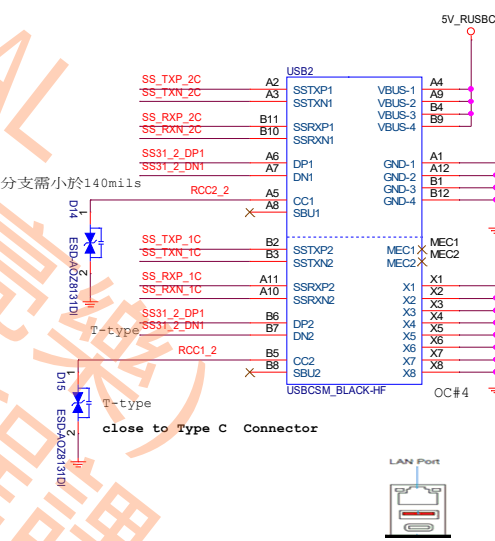 5V_RUSBC
USB2
SS_TXP_2C A2 SSTXP1 VBUS-1 A4
SS_TXN_2C A3 SSTXN1 VBUS-2 A9
VBUS-3 B4
SS_RXP_2C B11 SSRXP1 VBUS-4 B9
SS_RXN_2C B10 SSRXN1
SS31_2_DP1 A6 DP1 GND-1 A1
SS31_2_DN1 A7 DN1 GND-2 A12
分支需小於140mils
GND-3 B1
RCC2_2 A5 CC1 GND-4 B12
A8 SBU1
D14 1 2 ESD-AOZ8131DI
SS_TXP_1C B2 SSTXP2 MEC1 MEC1
SS_TXN_1C B3 SSTXN2 MEC2 MEC2
SS_RXP_1C A11 SSRXP2 X1 X1
SS_RXN_1C A10 SSRXN2 X2 X2
X3 X3
SS31_2_DP1 B6 DP2 X4 X4
T-type SS31_2_DN1 B7 DN2 X5 X5
X6 X6
RCC1_2 B5 CC2 X7 X7
B8 SBU2 X8 X8
USBCSM_BLACK-HF OC#4
D15 1 2 ESD-AOZ8131DI
T-type
close to Type C Connector
LAN Port